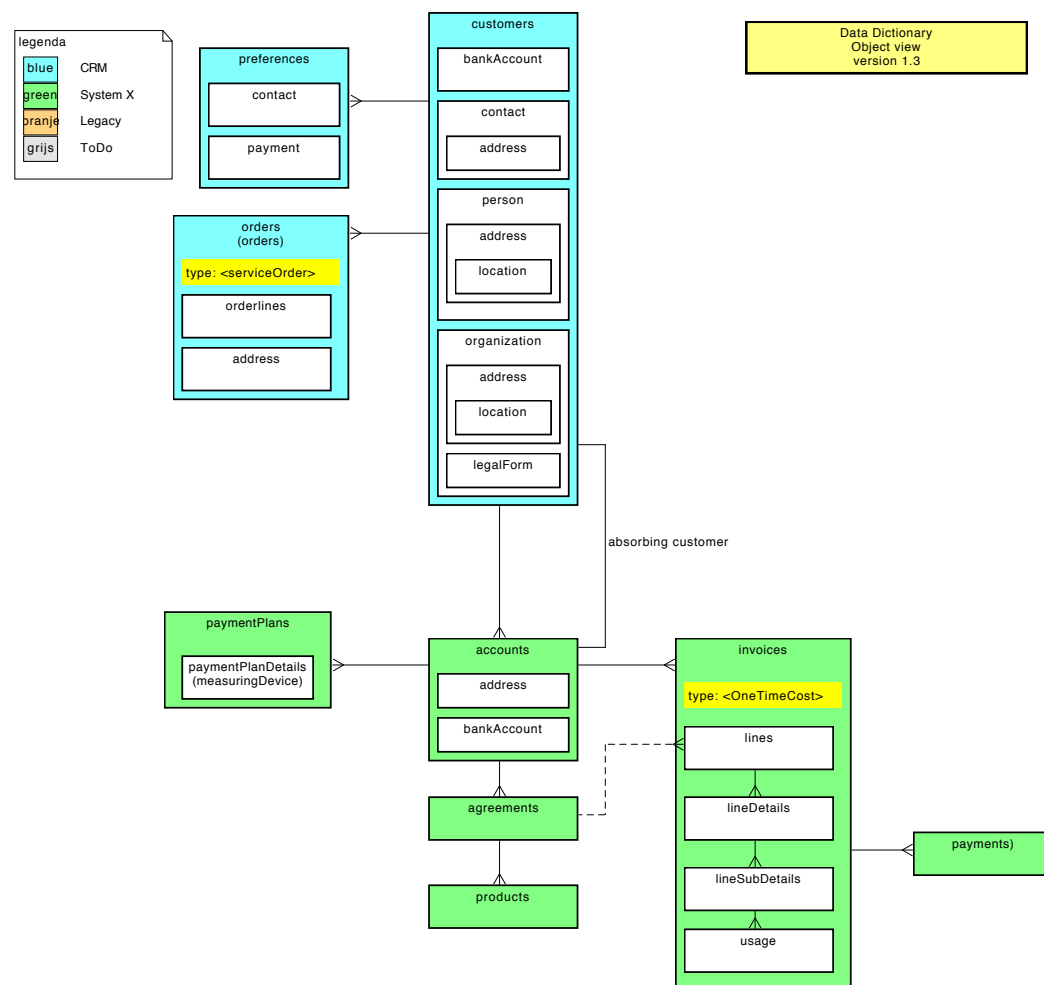 legenda
blue CRM
green System X
oranje Legacy
grijs ToDo
preferences
contact
payment
orders
(orders)
type: <serviceOrder>
orderlines
address
customers
bankAccount
contact
address
person
address
location
organization
address
location
legalForm
Data Dictionary
Object view
version 1.3
absorbing customer
paymentPlans
paymentPlanDetails
(measuringDevice)
accounts
address
bankAccount
agreements
products
invoices
type: <OneTimeCost>
lines
lineDetails
lineSubDetails
usage
payments)